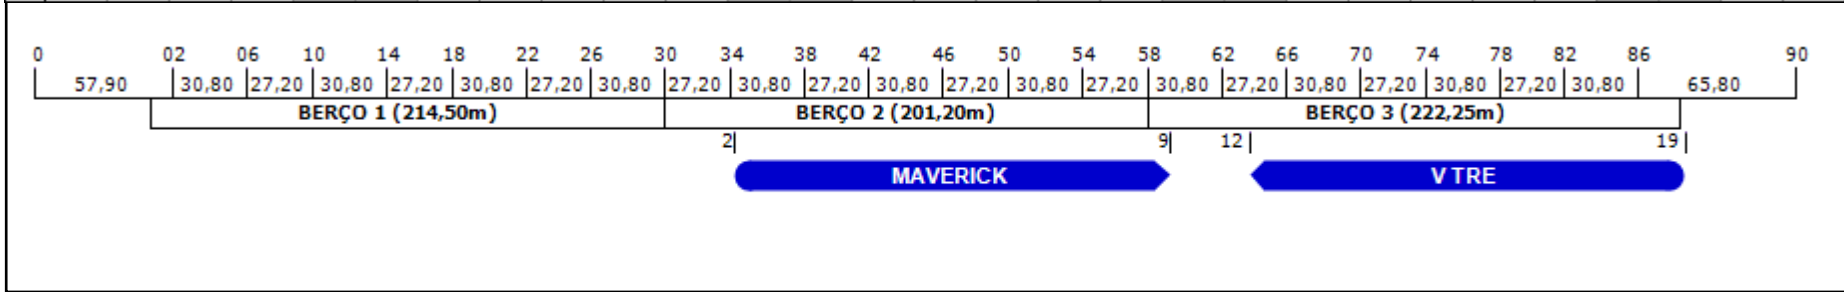 0 02 06 10 14 18 22 26 30 34 38 42 46 50 54 58 62 66 70 74 78 82 86 90
57,90 30,80 27,20 30,80 27,20 30,80 27,20 30,80 27,20 30,80 27,20 30,80 27,20 30,80 27,20 30,80 27,20 30,80 27,20 30,80 27,20 30,80 65,80
BERÇO 1 (214,50m) BERÇO 2 (201,20m) BERÇO 3 (222,25m)
2 9 12 19
MAVERICK V TRE